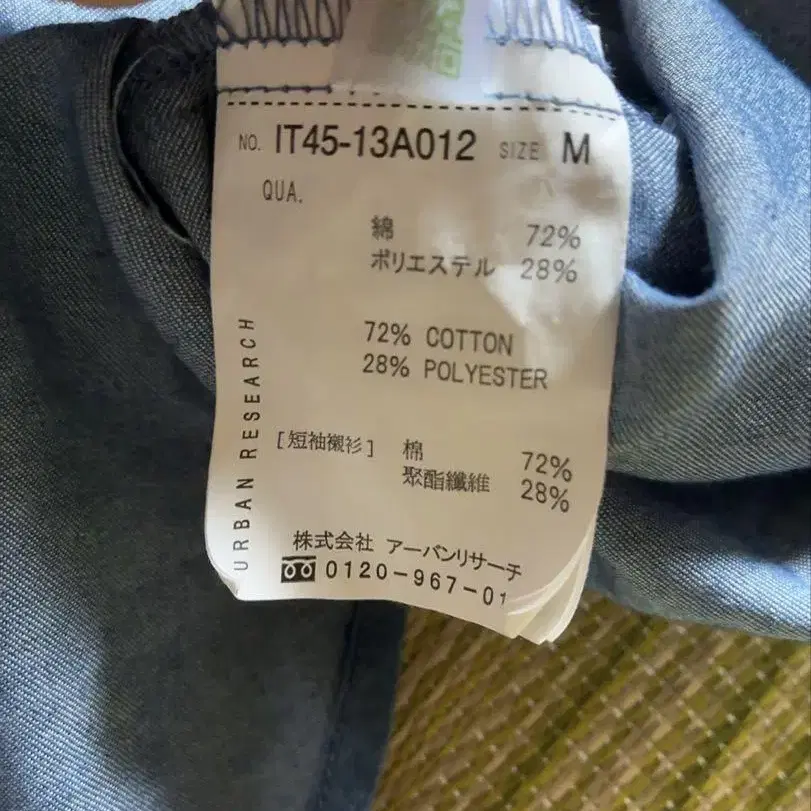 NO. IT45-13A012 SIZE M
QUA.
綿 72%
ポリエステル 28%
72% COTTON
28% POLYESTER
URBAN RESEARCH
[短袖襯衫] 棉 72%
聚酯纖維 28%
株式会社 アーバンリサーチ
0120-967-01